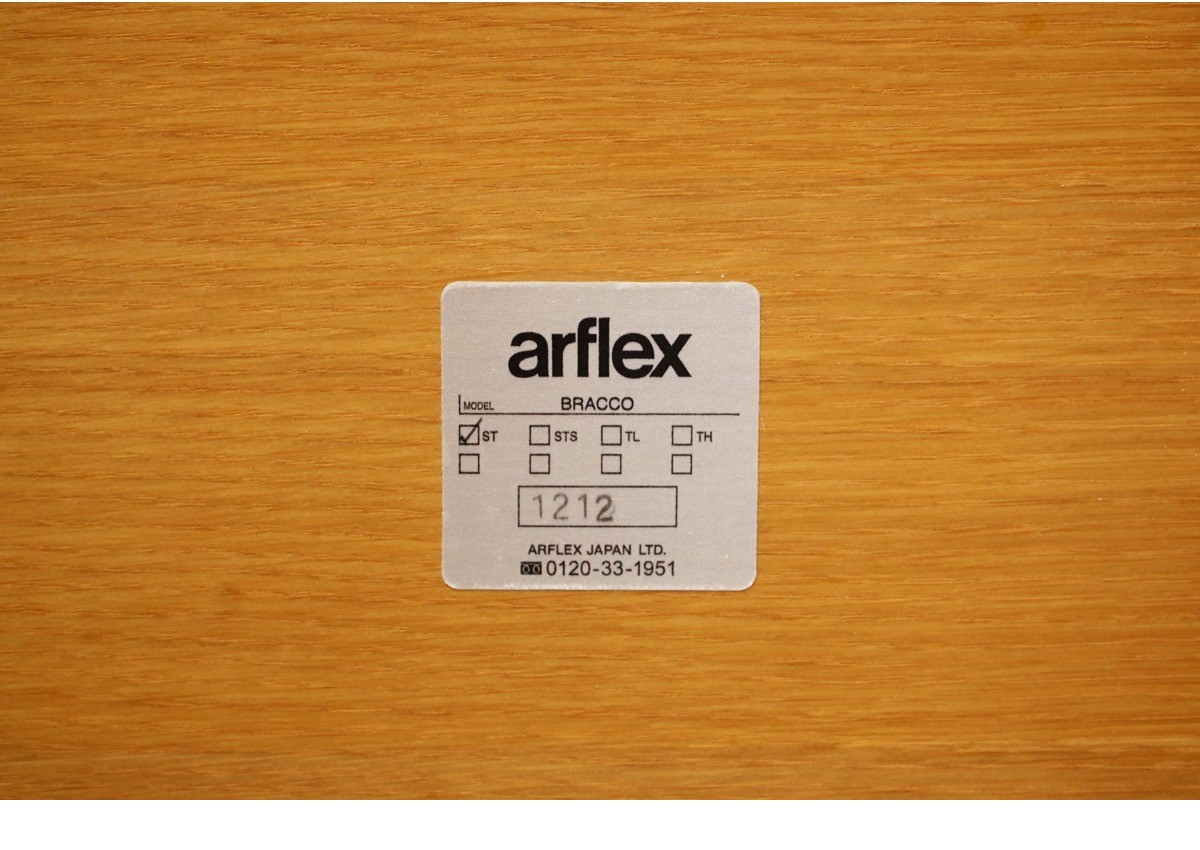 arflex
MODEL BRACCO
ST STS TL TH
1212
ARFLEX JAPAN LTD.
0120-33-1951